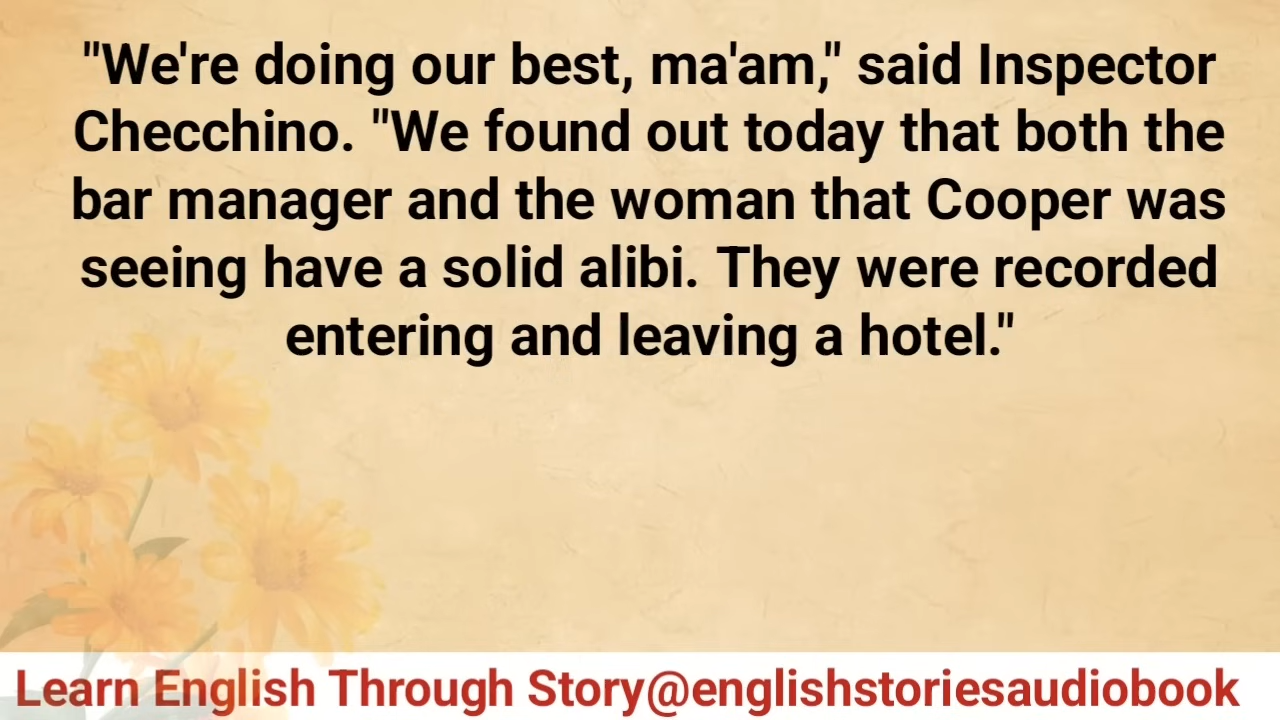 "We're doing our best, ma'am," said Inspector
Checchino. "We found out today that both the
bar manager and the woman that Cooper was
seeing have a solid alibi. They were recorded
entering and leaving a hotel."
Learn English Through Story@englishstoriesaudiobook